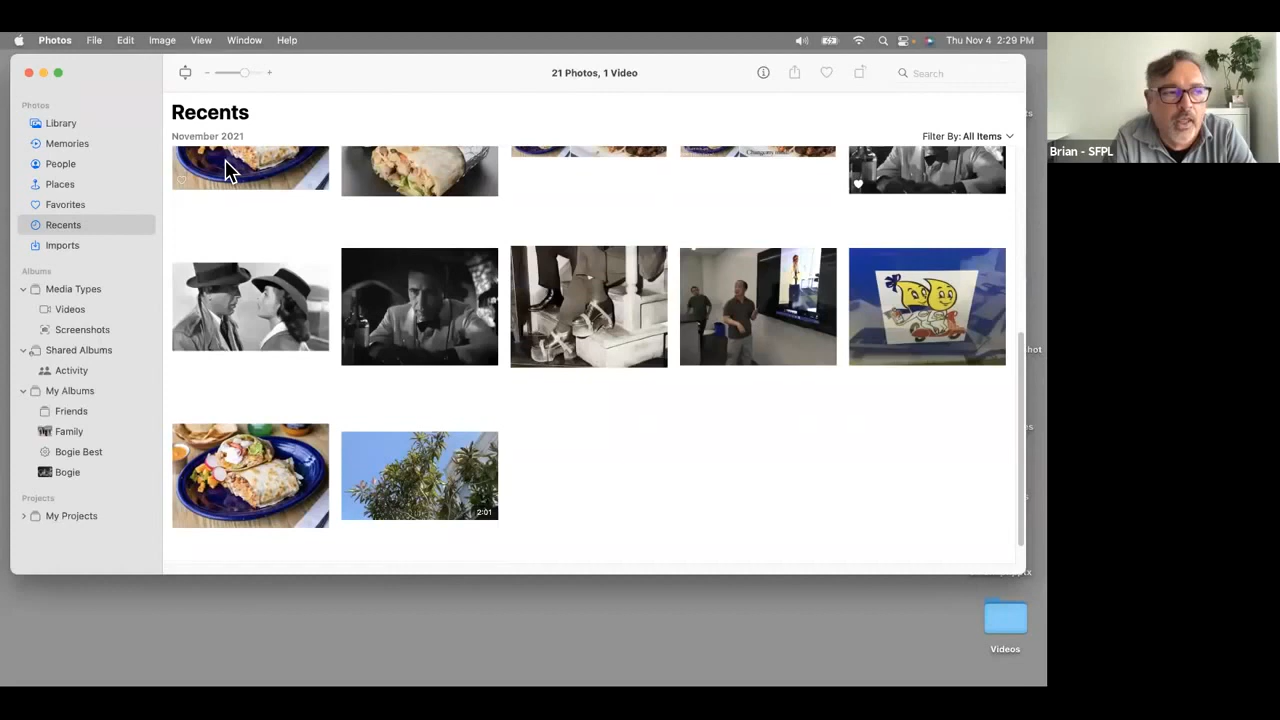 Photos File Edit Image View Window Help
Thu Nov 4 2:29 PM
21 Photos, 1 Video
Search
Photos
Library
Memories
People
Places
Favorites
Recents
Imports
Albums
Media Types
Videos
Screenshots
Shared Albums
Activity
My Albums
Friends
Family
Bogie Best
Bogie
Projects
My Projects
Recents
November 2021
Filter By: All Items
2:01
Videos
Brian - SFPL